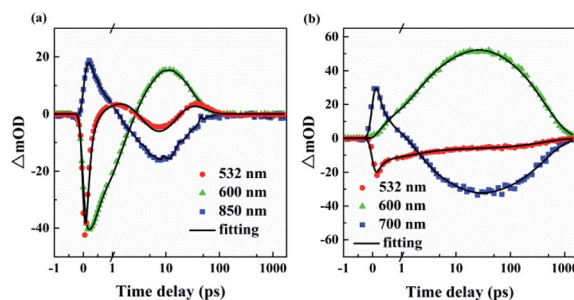 (a)
20
0
-20
-40
△mOD
532 nm
600 nm
850 nm
fitting
-1 0 1 10 100 1000
Time delay (ps)
(b)
60
40
20
0
-20
-40
-60
△mOD
532 nm
600 nm
700 nm
fitting
-1 0 1 10 100 1000
Time delay (ps)